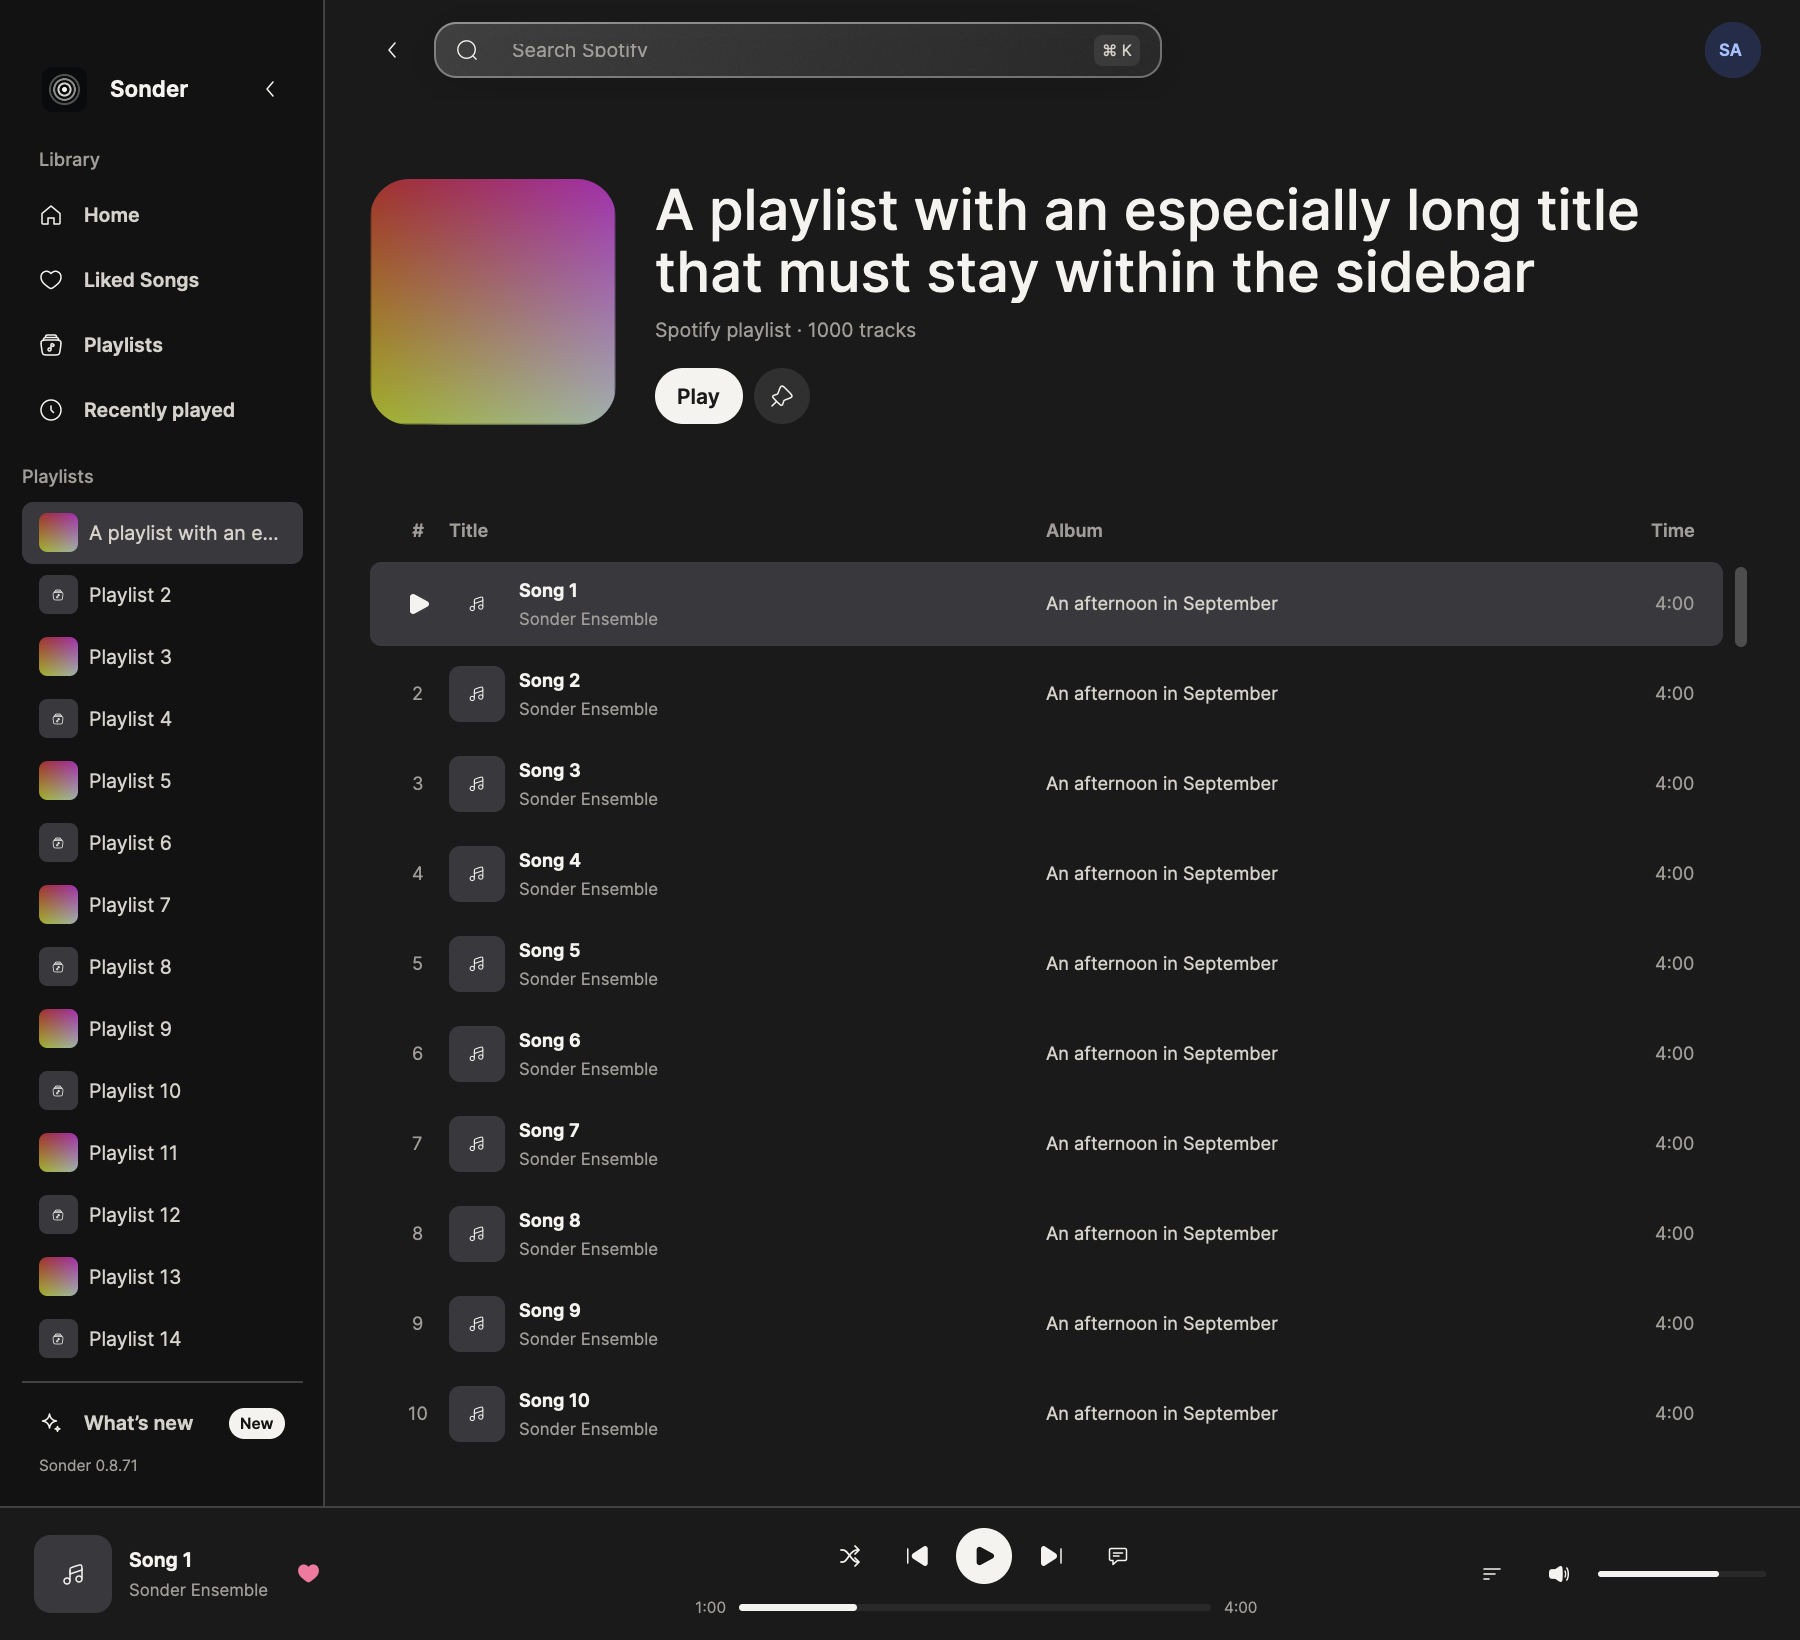 Sonder
Library
Home
Liked Songs
Playlists
Recently played
Playlists
A playlist with an e...
Playlist 2
Playlist 3
Playlist 4
Playlist 5
Playlist 6
Playlist 7
Playlist 8
Playlist 9
Playlist 10
Playlist 11
Playlist 12
Playlist 13
Playlist 14
What’s new New
Sonder 0.8.71
Search Spotify ⌘ K
SA
A playlist with an especially long title
that must stay within the sidebar
Spotify playlist · 1000 tracks
Play
# Title Album Time
Song 1
Sonder Ensemble
An afternoon in September 4:00
2 Song 2
Sonder Ensemble
An afternoon in September 4:00
3 Song 3
Sonder Ensemble
An afternoon in September 4:00
4 Song 4
Sonder Ensemble
An afternoon in September 4:00
5 Song 5
Sonder Ensemble
An afternoon in September 4:00
6 Song 6
Sonder Ensemble
An afternoon in September 4:00
7 Song 7
Sonder Ensemble
An afternoon in September 4:00
8 Song 8
Sonder Ensemble
An afternoon in September 4:00
9 Song 9
Sonder Ensemble
An afternoon in September 4:00
10 Song 10
Sonder Ensemble
An afternoon in September 4:00
Song 1
Sonder Ensemble
1:00 4:00